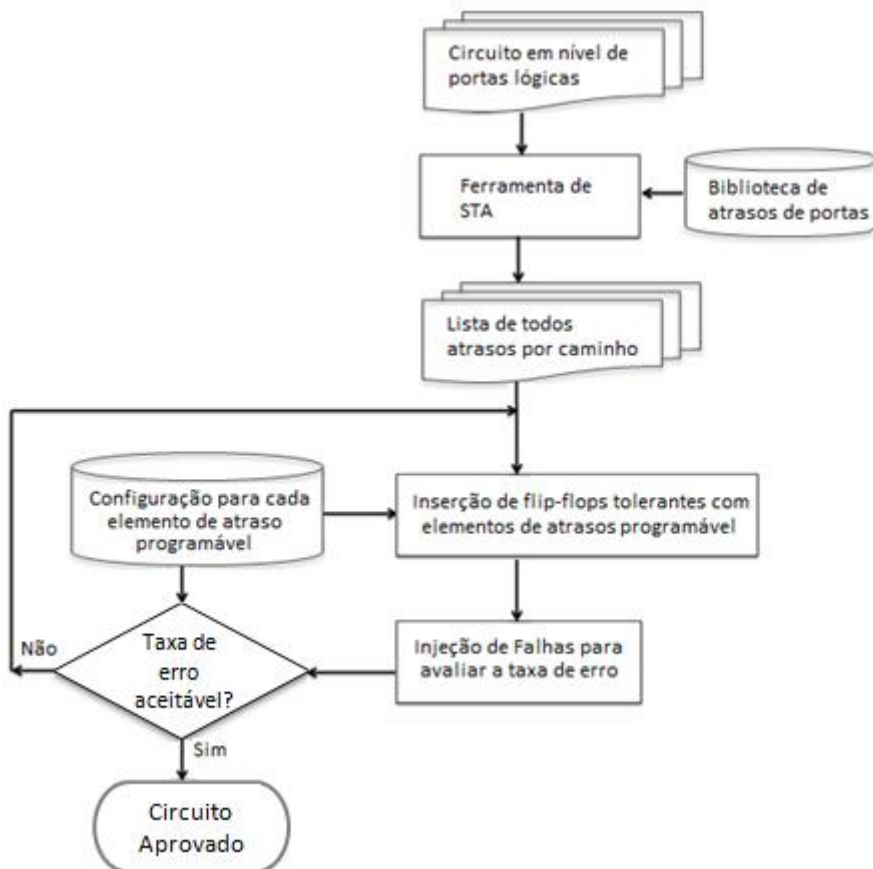 Circuito em nível de
portas lógicas
Ferramenta de
STA
Biblioteca de
atrasos de portas
Lista de todos
atrasos por caminho
Configuração para cada
elemento de atraso
programável
Inserção de flip-flops tolerantes com
elementos de atrasos programável
Não
Taxa de
erro
aceitável?
Injeção de Falhas para
avaliar a taxa de erro
Sim
Circuito
Aprovado